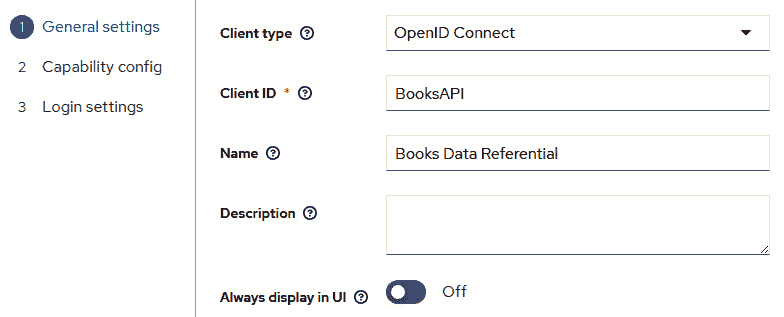 1 General settings
2 Capability config
3 Login settings
Client type ?
OpenID Connect
Client ID * ?
BooksAPI
Name ?
Books Data Referential
Description ?
Always display in UI ?
Off